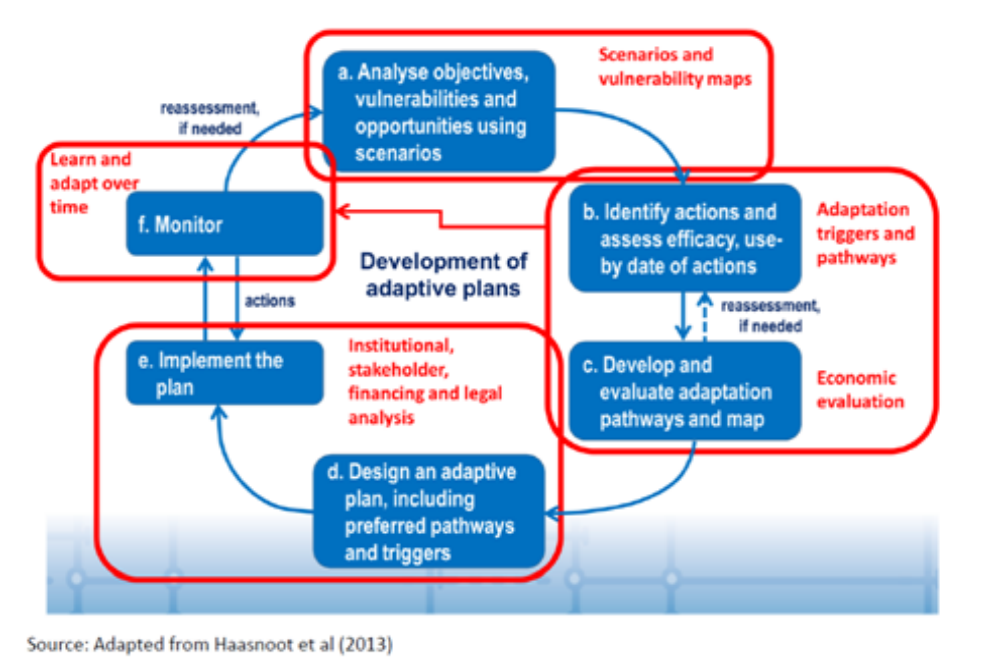 Scenarios and
vulnerability maps
a. Analyse objectives,
vulnerabilities and
opportunities using
scenarios
reassessment,
if needed
Learn and
adapt over
time
f. Monitor
b. Identify actions and
assess efficacy, use-
by date of actions
Adaptation
triggers and
pathways
Development of
adaptive plans
actions
reassessment,
if needed
e. Implement the
plan
Institutional,
stakeholder,
financing and legal
analysis
c. Develop and
evaluate adaptation
pathways and map
Economic
evaluation
d. Design an adaptive
plan, including
preferred pathways
and triggers
Source: Adapted from Haasnoot et al (2013)